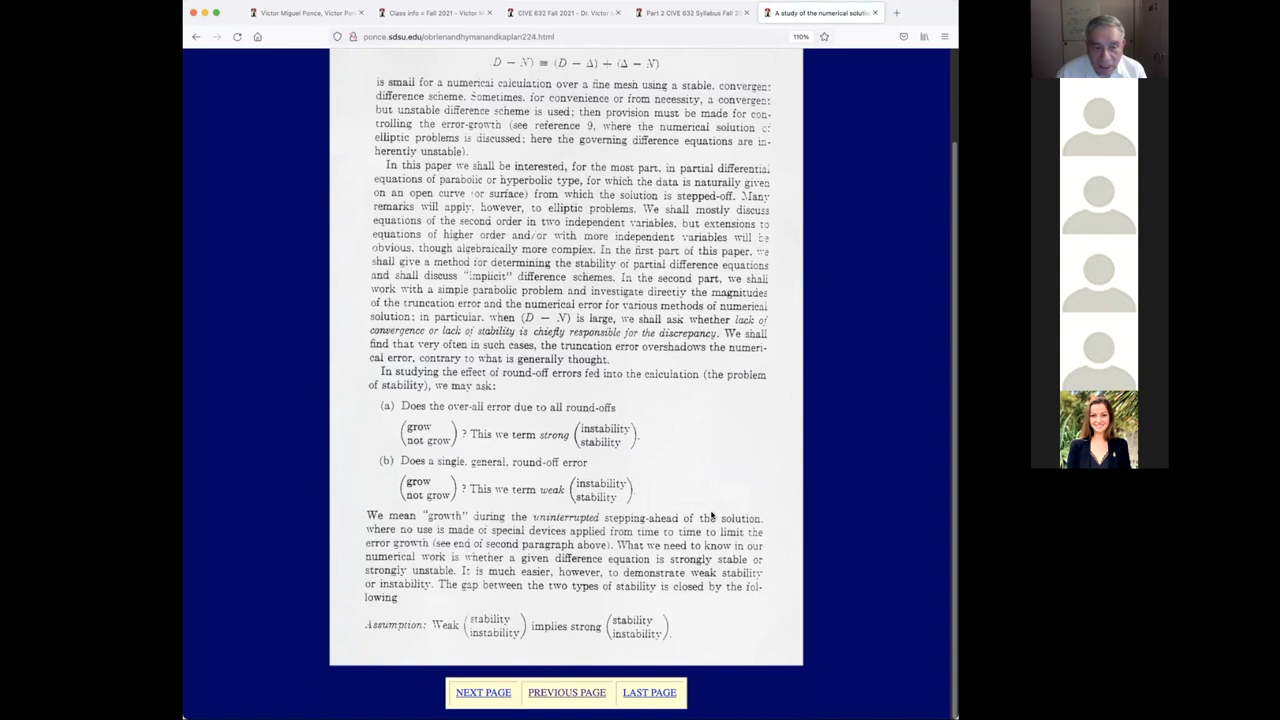 Victor Miguel Ponce, Victor Pon
Class info = Fall 2021 - Victor M
CIVE 632 Fall 2021 - Dr. Victor
Part 2 CIVE 632 Syllabus Fall 2
A study of the numerical solutio
ponce.sdsu.edu/obrienandhymanandkaplan224.html
110%
D − N) ≡ (D − Δ) + (Δ − N)
is small for a numerical calculation over a fine mesh using a stable, convergent
difference scheme. Sometimes, for convenience or from necessity, a convergent
but unstable difference scheme is used; then provision must be made for con-
trolling the error-growth (see reference 9, where the numerical solution of
elliptic problems is discussed; here the governing difference equations are in-
herently unstable).
In this paper we shall be interested, for the most part, in partial differential
equations of parabolic or hyperbolic type, for which the data is naturally given
on an open curve (or surface) from which the solution is stepped-off. Many
remarks will apply, however, to elliptic problems. We shall mostly discuss
equations of the second order in two independent variables, but extensions to
equations of higher order and/or with more independent variables will be
obvious, though algebraically more complex. In the first part of this paper, we
shall give a method for determining the stability of partial difference equations
and shall discuss "implicit" difference schemes. In the second part, we shall
work with a simple parabolic problem and investigate directly the magnitudes
of the truncation error and the numerical error for various methods of numerical
solution; in particular, when (D − N) is large, we shall ask whether lack of
convergence or lack of stability is chiefly responsible for the discrepancy. We shall
find that very often in such cases, the truncation error overshadows the numeri-
cal error, contrary to what is generally thought.
In studying the effect of round-off errors fed into the calculation (the problem
of stability), we may ask:
(a) Does the over-all error due to all round-offs
(grow
not grow) ? This we term strong (instability
stability).
(b) Does a single, general, round-off error
(grow
not grow) ? This we term weak (instability
stability).
We mean "growth" during the uninterrupted stepping-ahead of the solution,
where no use is made of special devices applied from time to time to limit the
error growth (see end of second paragraph above). What we need to know in our
numerical work is whether a given difference equation is strongly stable or
strongly unstable. It is much easier, however, to demonstrate weak stability
or instability. The gap between the two types of stability is closed by the fol-
lowing
Assumption: Weak (stability
instability) implies strong (stability
instability).
NEXT PAGE
PREVIOUS PAGE
LAST PAGE